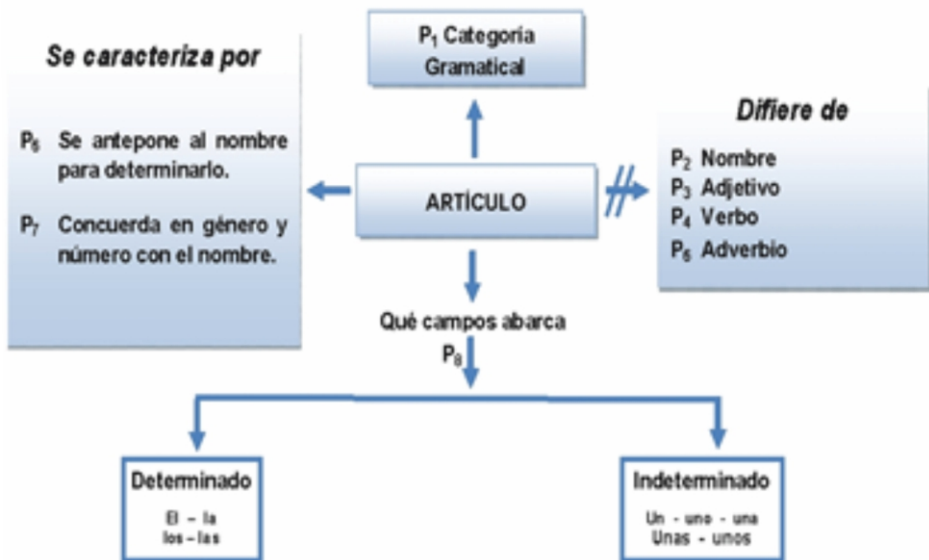 P₁ Categoría
Gramatical
Se caracteriza por
P₆ Se antepone al nombre
para determinarlo.
P₇ Concuerda en género y
número con el nombre.
ARTÍCULO
Difiere de
P₂ Nombre
P₃ Adjetivo
P₄ Verbo
P₅ Adverbio
Qué campos abarca
P₈
Determinado
El – la
los – las
Indeterminado
Un - uno - una
Unas - unos